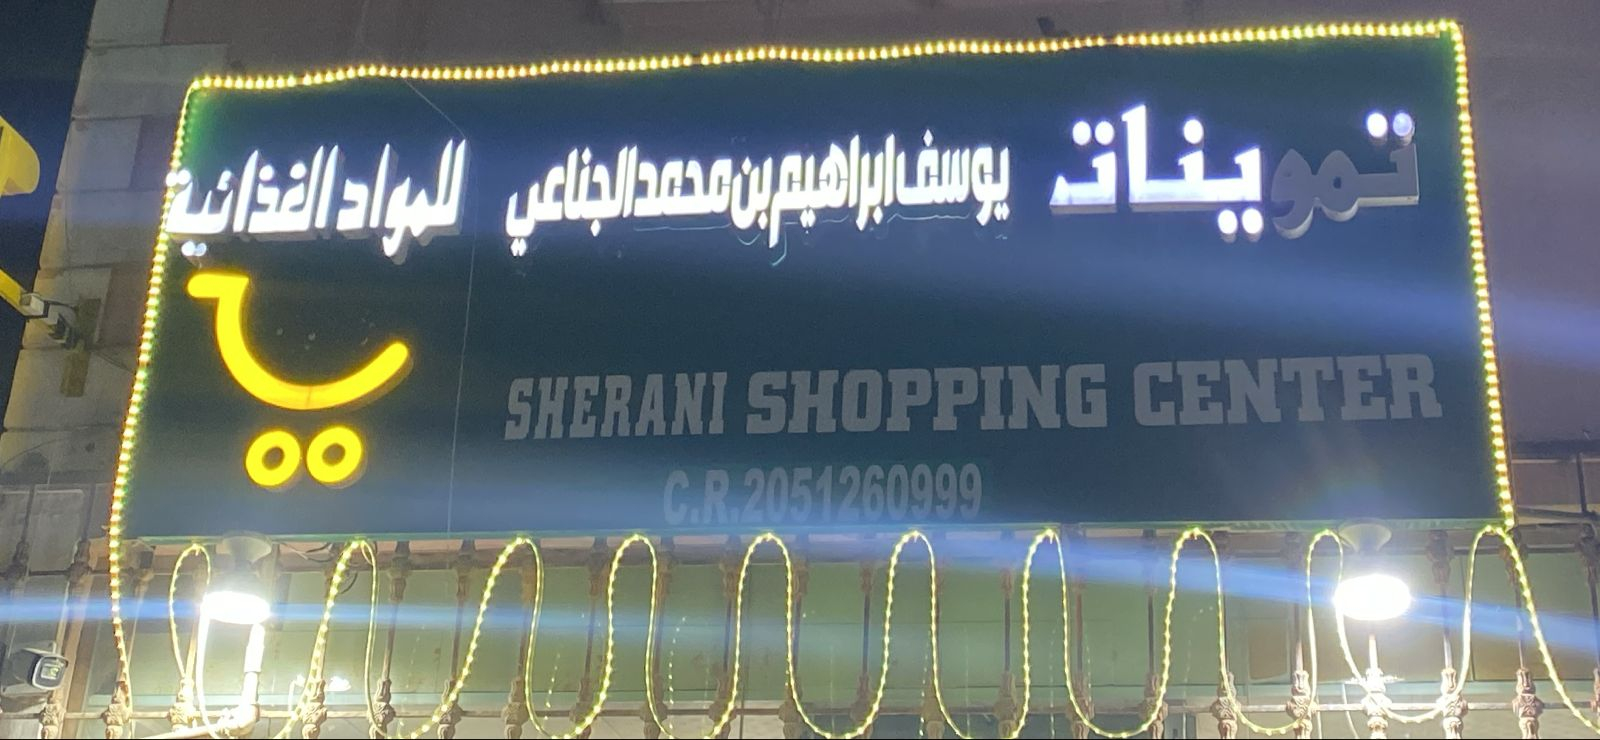 تموينات يوسف ابراهيم بن محمد الجناعي للمواد الغذائية
SHERANI SHOPPING CENTER
C.R.2051260999